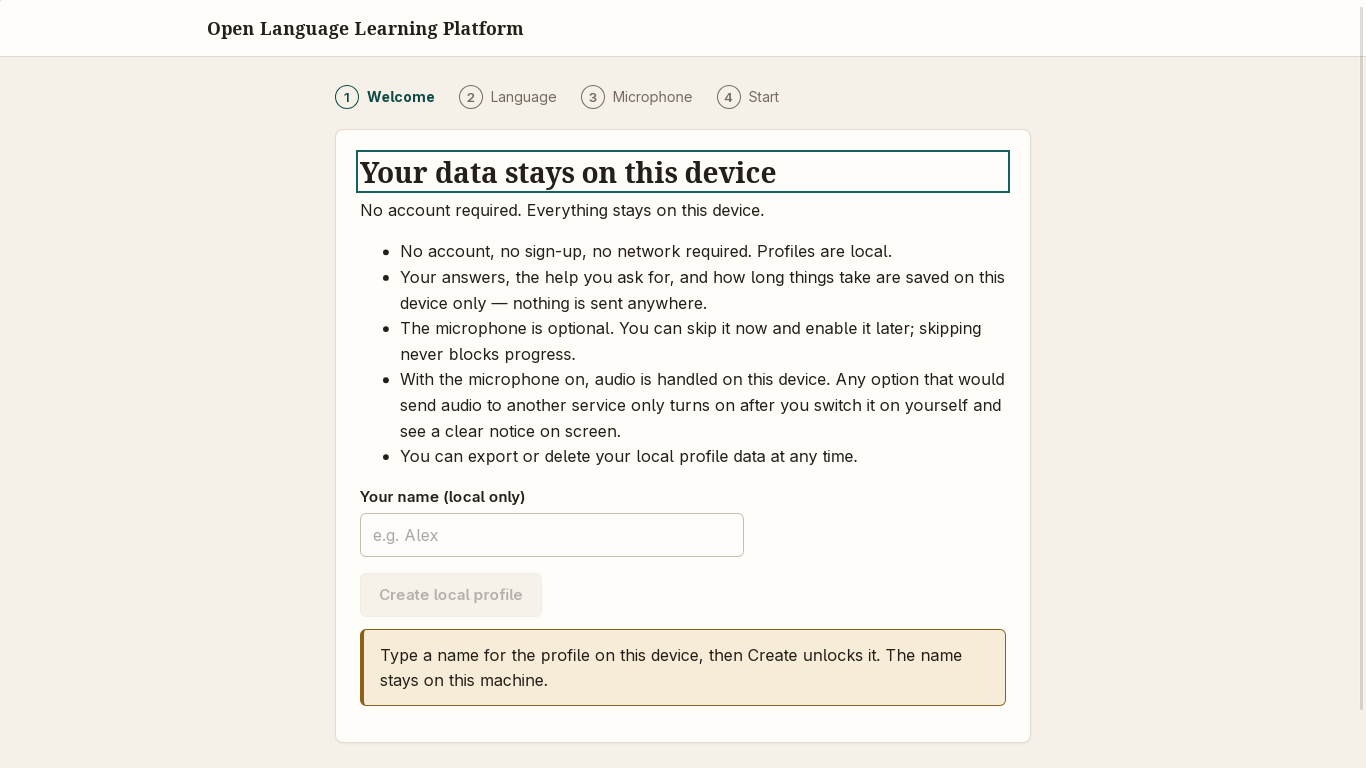 Open Language Learning Platform
1 Welcome 2 Language 3 Microphone 4 Start
Your data stays on this device
No account required. Everything stays on this device.
No account, no sign-up, no network required. Profiles are local.
Your answers, the help you ask for, and how long things take are saved on this
device only — nothing is sent anywhere.
The microphone is optional. You can skip it now and enable it later; skipping
never blocks progress.
With the microphone on, audio is handled on this device. Any option that would
send audio to another service only turns on after you switch it on yourself and
see a clear notice on screen.
You can export or delete your local profile data at any time.
Your name (local only)
e.g. Alex
Create local profile
Type a name for the profile on this device, then Create unlocks it. The name
stays on this machine.